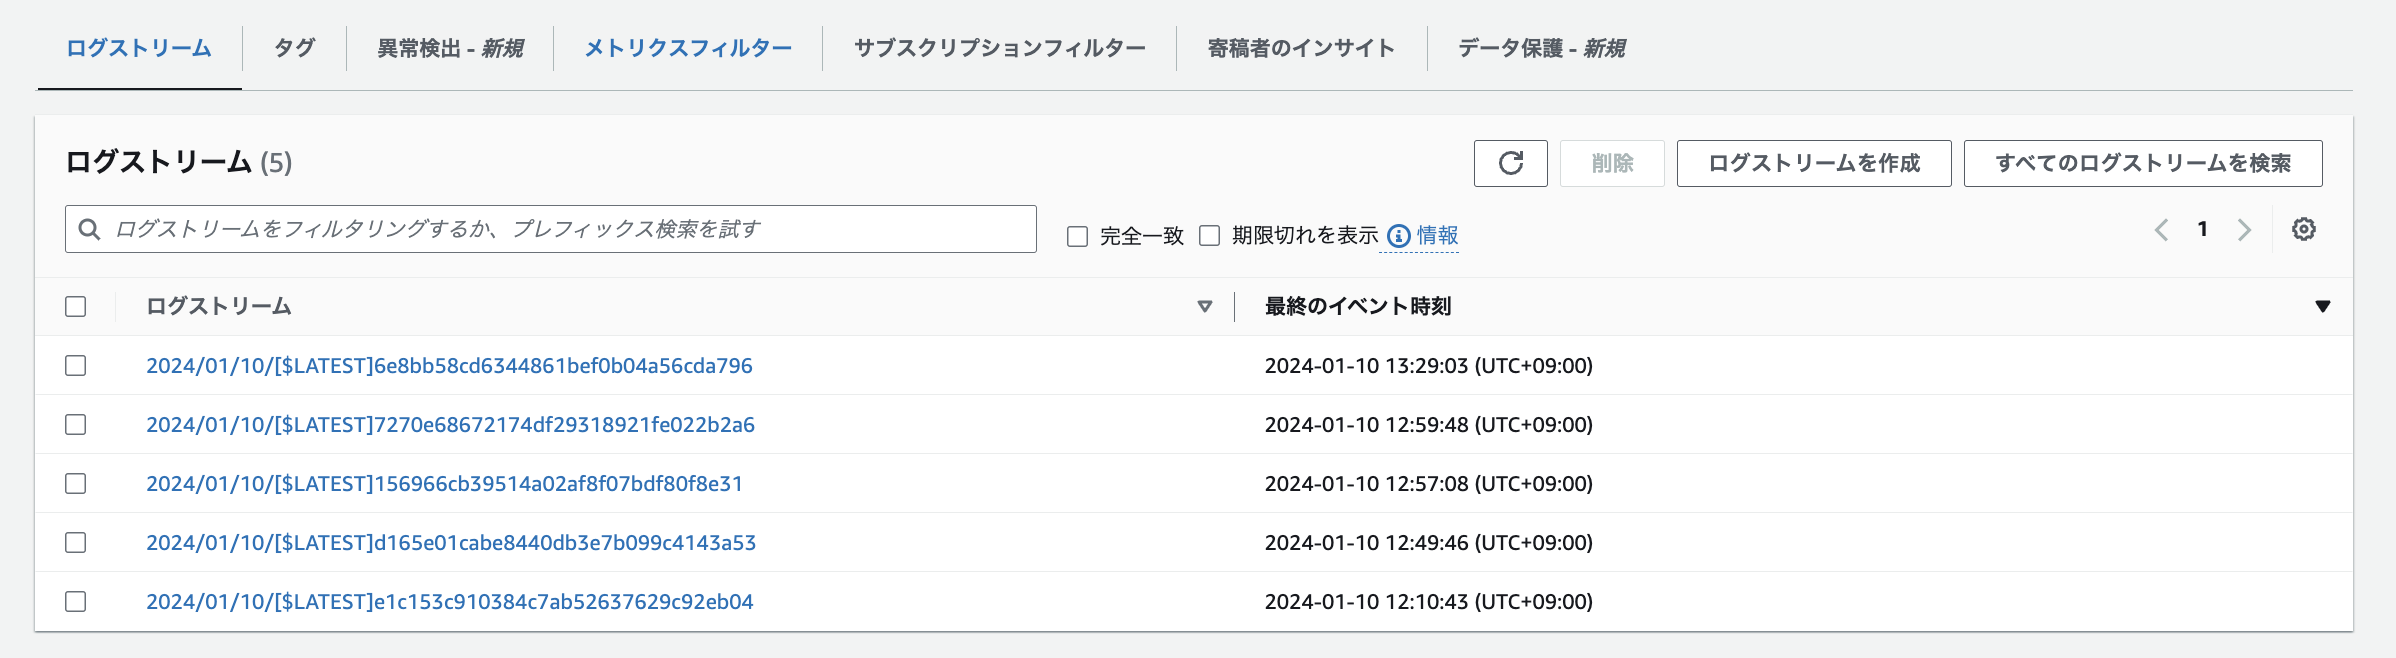 ログストリーム タグ 異常検出 - 新規 メトリクスフィルター サブスクリプションフィルター 寄稿者のインサイト データ保護 - 新規
ログストリーム (5) 削除 ログストリームを作成 すべてのログストリームを検索
ログストリームをフィルタリングするか、プレフィックス検索を試す 完全一致 期限切れを表示 情報 1
ログストリーム 最終のイベント時刻
2024/01/10/[$LATEST]6e8bb58cd6344861bef0b04a56cda796 2024-01-10 13:29:03 (UTC+09:00)
2024/01/10/[$LATEST]7270e68672174df29318921fe022b2a6 2024-01-10 12:59:48 (UTC+09:00)
2024/01/10/[$LATEST]156966cb39514a02af8f07bdf80f8e31 2024-01-10 12:57:08 (UTC+09:00)
2024/01/10/[$LATEST]d165e01cabe8440db3e7b099c4143a53 2024-01-10 12:49:46 (UTC+09:00)
2024/01/10/[$LATEST]e1c153c910384c7ab52637629c92eb04 2024-01-10 12:10:43 (UTC+09:00)